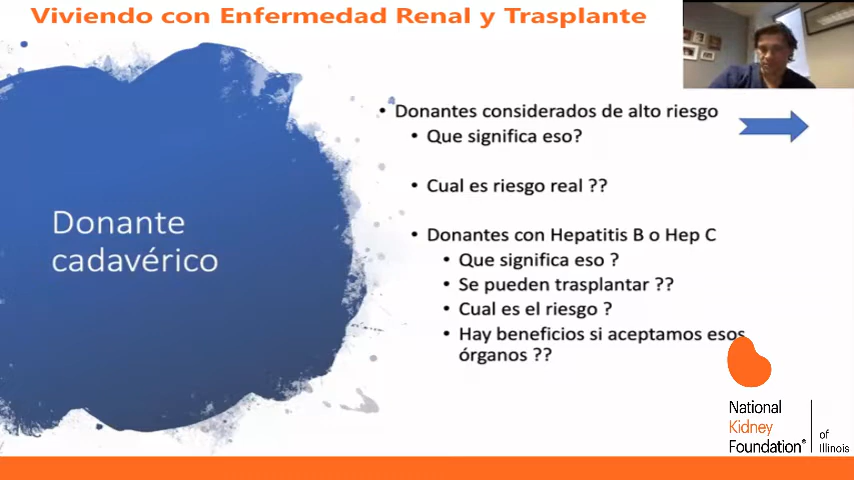 Viviendo con Enfermedad Renal y Trasplante
Donante
cadavérico
• Donantes considerados de alto riesgo
• Que significa eso?
• Cual es riesgo real ??
• Donantes con Hepatitis B o Hep C
• Que significa eso ?
• Se pueden trasplantar ??
• Cual es el riesgo ?
• Hay beneficios si aceptamos esos
órganos ??
National
Kidney
Foundation®
of
Illinois